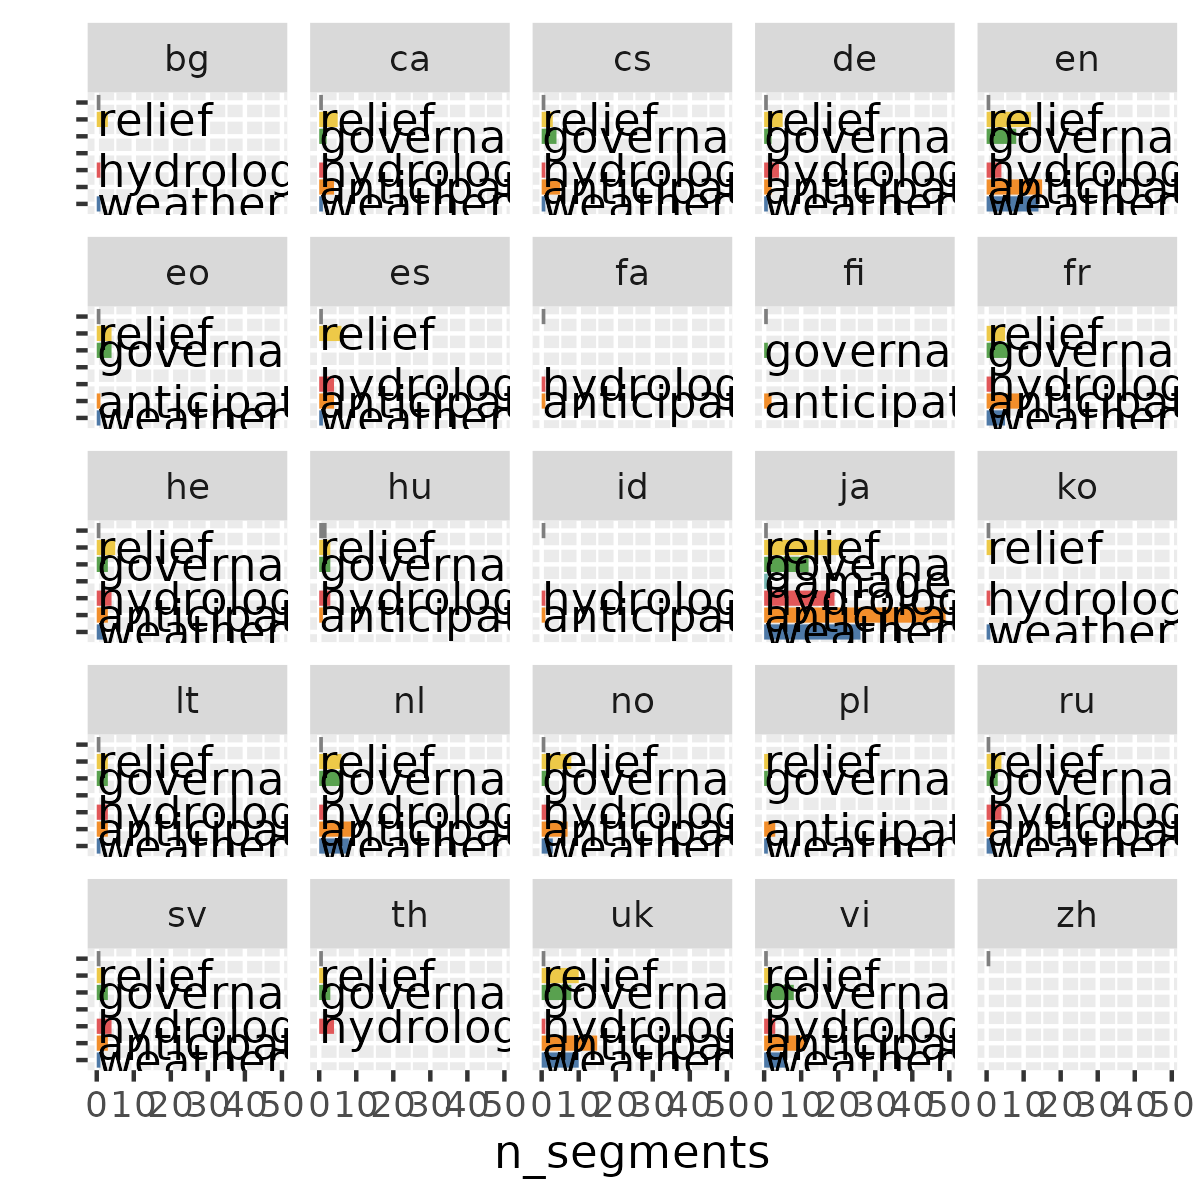 bg ca cs de en
relief relief relief relief relief
governa governa governa governa
hydrolog hydrolog hydrolog hydrolog hydrolog
anticipat anticipat anticipat anticipat
weather weather weather weather weather
eo es fa fi fr
relief relief relief
governa governa governa
hydrolog hydrolog hydrolog
anticipat anticipat anticipat anticipat anticipat
weather weather weather
he hu id ja ko
relief relief relief relief
governa governa governa
damage
hydrolog hydrolog hydrolog hydrolog hydrolog
anticipat anticipat anticipat anticipat
weather weather weather
lt nl no pl ru
relief relief relief relief relief
governa governa governa governa governa
hydrolog hydrolog hydrolog hydrolog
anticipat anticipat anticipat anticipat anticipat
weather weather weather weather weather
sv th uk vi zh
relief relief relief relief
governa governa governa governa
hydrolog hydrolog hydrolog hydrolog
anticipat anticipat anticipat
weather weather weather
0 10 20 30 40 50 0 10 20 30 40 50 0 10 20 30 40 50 0 10 20 30 40 50 0 10 20 30 40 50
n_segments